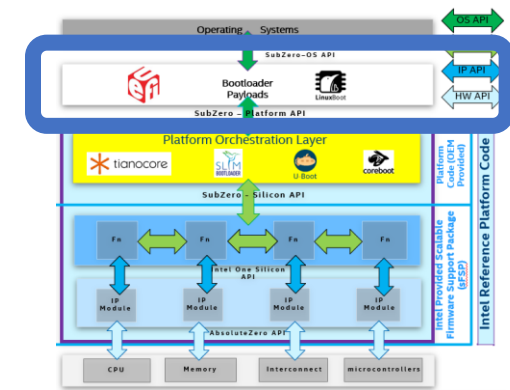 Operating Systems
OS API
SubZero-OS API
IP API
HW API
Bootloader
Payloads
LinuxBoot
SubZero - Platform API
Platform Orchestration Layer
tianocore
SLIM
BOOTLOADER
U-Boot
coreboot
SubZero - Silicon API
Platform
Code (OEM
Provided)
Fn
Fn
Fn
Fn
Intel One Silicon
API
IP
Module
IP
Module
IP
Module
IP
Module
AbsoluteZero API
Intel Provided Scalable
Firmware Support Package
(sFSP)
Intel Reference Platform Code
CPU
Memory
Interconnect
microcontrollers